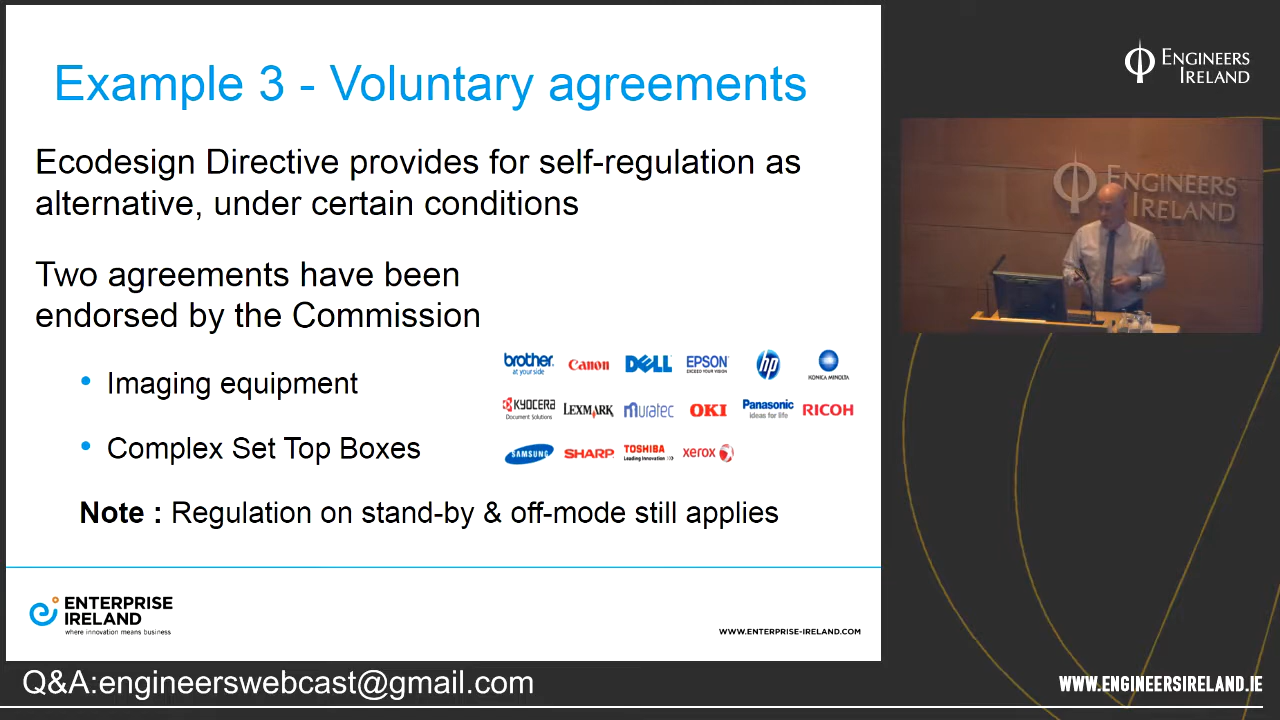 Example 3 - Voluntary agreements
Ecodesign Directive provides for self-regulation as
alternative, under certain conditions
Two agreements have been
endorsed by the Commission
• Imaging equipment
• Complex Set Top Boxes
brother
at your side
Canon
DELL
EPSON
EXCEED YOUR VISION
hp
KONICA MINOLTA
KYOCERA
Document Solutions
LEXMARK
muratec
OKI
Panasonic
ideas for life
RICOH
SAMSUNG
SHARP
TOSHIBA
Leading Innovation >>>
xerox
Note : Regulation on stand-by & off-mode still applies
ENTERPRISE
IRELAND
where innovation means business
WWW.ENTERPRISE-IRELAND.COM
ENGINEERS
IRELAND
ENGINEERS
IRELAND
Q&A:engineerswebcast@gmail.com
WWW.ENGINEERSIRELAND.IE